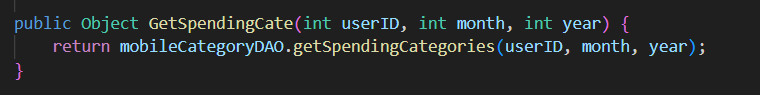 public Object GetSpendingCate(int userID, int month, int year) {
    return mobileCategoryDAO.getSpendingCategories(userID, month, year);
}